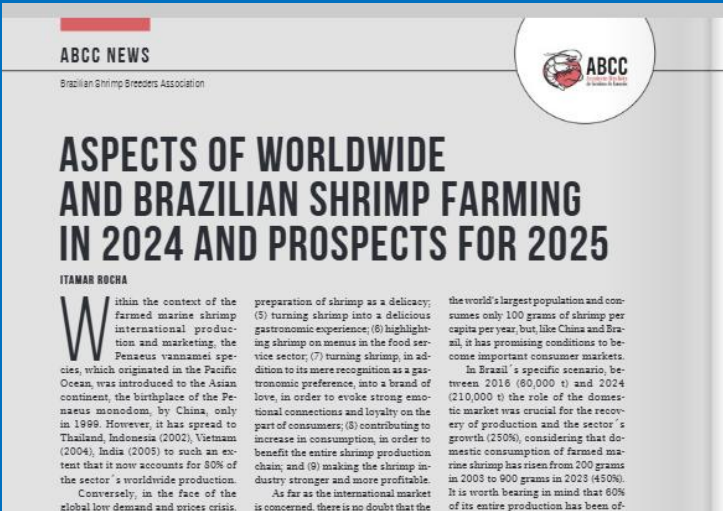 ABCC NEWS
Brazilian Shrimp Breeders Association
ABCC
ASPECTS OF WORLDWIDE
AND BRAZILIAN SHRIMP FARMING
IN 2024 AND PROSPECTS FOR 2025
ITAMAR ROCHA
Within the context of the
farmed marine shrimp
international produc-
tion and marketing, the
Penaeus vannamei spe-
cies, which originated in the Pacific
Ocean, was introduced to the Asian
continent, the birthplace of the Pe-
naeus monodom, by China, only
in 1999. However, it has spread to
Thailand, Indonesia (2002), Vietnam
(2004), India (2005) to such an ex-
tent that it now accounts for 80% of
the sector´s worldwide production.
Conversely, in the face of the
global low demand and prices crisis,
preparation of shrimp as a delicacy;
(5) turning shrimp into a delicious
gastronomic experience; (6) highlight-
ing shrimp on menus in the food ser-
vice sector; (7) turning shrimp, in ad-
dition to its mere recognition as a gas-
tronomic preference, into a brand of
love, in order to evoke strong emo-
tional connections and loyalty on the
part of consumers; (8) contributing to
increase in consumption, in order to
benefit the entire shrimp production
chain; and (9) making the shrimp in-
dustry stronger and more profitable.
As far as the international market
is concerned, there is no doubt that the
the world's largest population and con-
sumes only 100 grams of shrimp per
capita per year, but, like China and Bra-
zil, it has promising conditions to be-
come important consumer markets.
In Brazil´s specific scenario, be-
tween 2016 (60,000 t) and 2024
(210,000 t) the role of the domes-
tic market was crucial for the recov-
ery of production and the sector´s
growth (250%), considering that do-
mestic consumption of farmed ma-
rine shrimp has risen from 200 grams
in 2003 to 900 grams in 2023 (450%).
It is worth bearing in mind that 60%
of its entire production has been of-